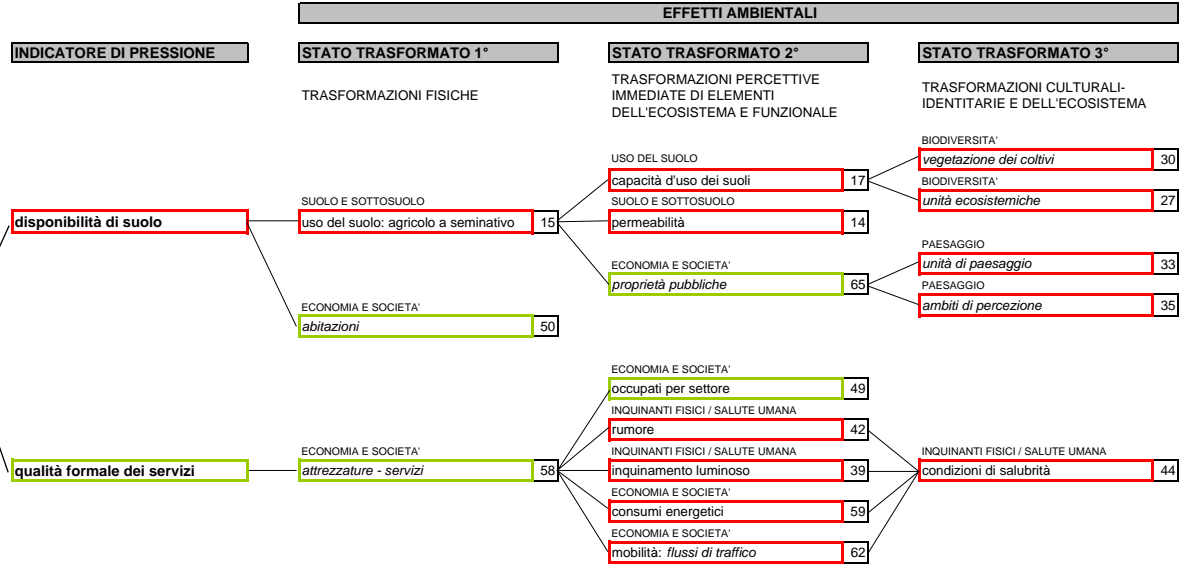 EFFETTI AMBIENTALI
INDICATORE DI PRESSIONE
STATO TRASFORMATO 1°
STATO TRASFORMATO 2°
STATO TRASFORMATO 3°
TRASFORMAZIONI FISICHE
TRASFORMAZIONI PERCETTIVE
IMMEDIATE DI ELEMENTI
DELL'ECOSISTEMA E FUNZIONALE
TRASFORMAZIONI CULTURALI-
IDENTITARIE E DELL'ECOSISTEMA
disponibilità di suolo
SUOLO E SOTTOSUOLO
uso del suolo: agricolo a seminativo 15
ECONOMIA E SOCIETA'
abitazioni 50
USO DEL SUOLO
capacità d'uso dei suoli 17
SUOLO E SOTTOSUOLO
permeabilità 14
ECONOMIA E SOCIETA'
proprietà pubbliche 65
BIODIVERSITA'
vegetazione dei coltivi 30
BIODIVERSITA'
unità ecosistemiche 27
PAESAGGIO
unità di paesaggio 33
PAESAGGIO
ambiti di percezione 35
qualità formale dei servizi
ECONOMIA E SOCIETA'
attrezzature - servizi 58
ECONOMIA E SOCIETA'
occupati per settore 49
INQUINANTI FISICI / SALUTE UMANA
rumore 42
INQUINANTI FISICI / SALUTE UMANA
inquinamento luminoso 39
ECONOMIA E SOCIETA'
consumi energetici 59
ECONOMIA E SOCIETA'
mobilità: flussi di traffico 62
INQUINANTI FISICI / SALUTE UMANA
condizioni di salubrità 44